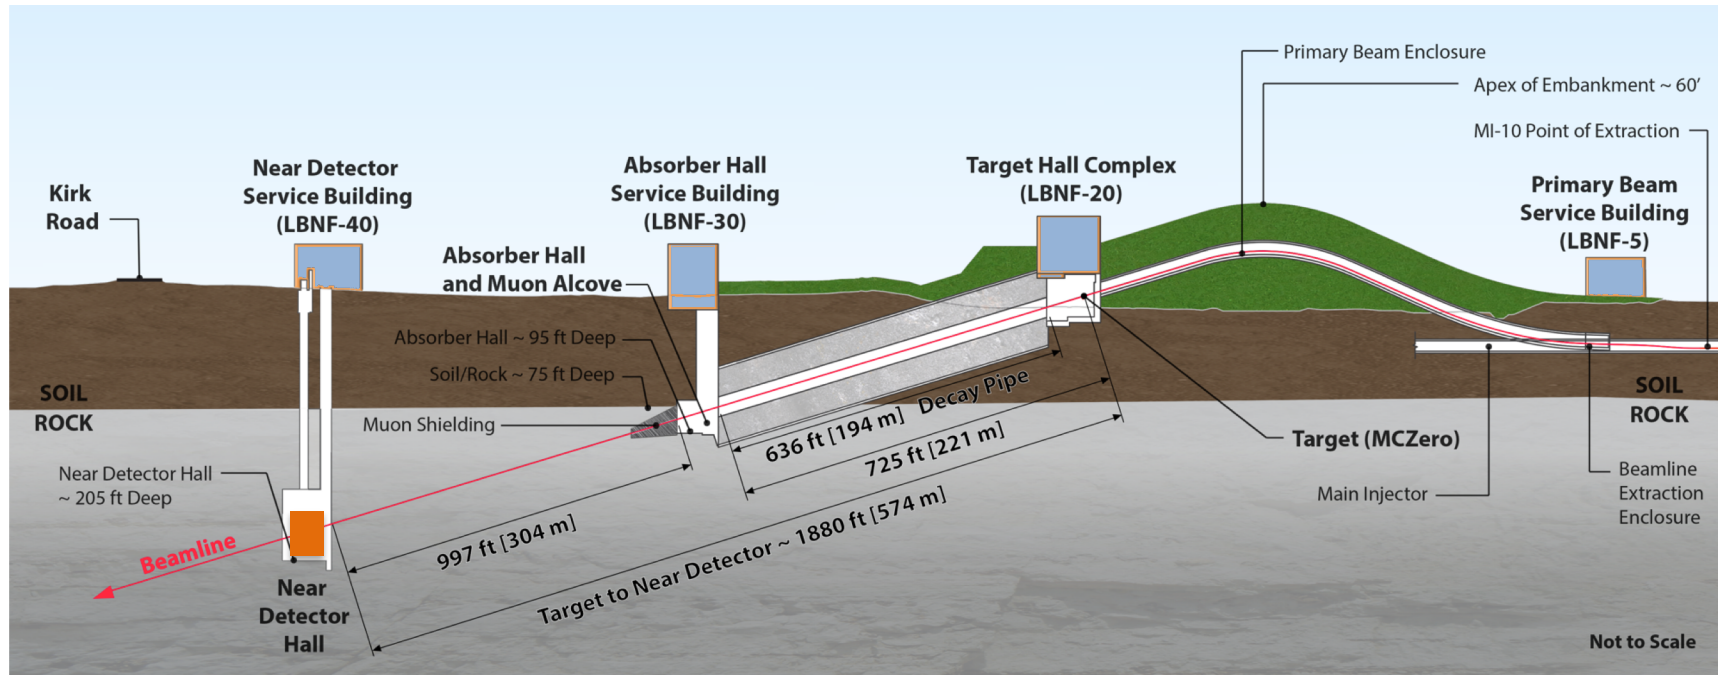 Primary Beam Enclosure
Apex of Embankment ~ 60’
MI-10 Point of Extraction
Kirk
Road
Near Detector
Service Building
(LBNF-40)
Absorber Hall
Service Building
(LBNF-30)
Target Hall Complex
(LBNF-20)
Primary Beam
Service Building
(LBNF-5)
Absorber Hall
and Muon Alcove
Absorber Hall ~ 95 ft Deep
Soil/Rock ~ 75 ft Deep
SOIL
ROCK
Muon Shielding
Near Detector Hall
~ 205 ft Deep
Beamline
Near
Detector
Hall
636 ft [194 m] Decay Pipe
725 ft [221 m]
997 ft [304 m]
Target to Near Detector ~ 1880 ft [574 m]
SOIL
ROCK
Target (MCZero)
Main Injector
Beamline
Extraction
Enclosure
Not to Scale